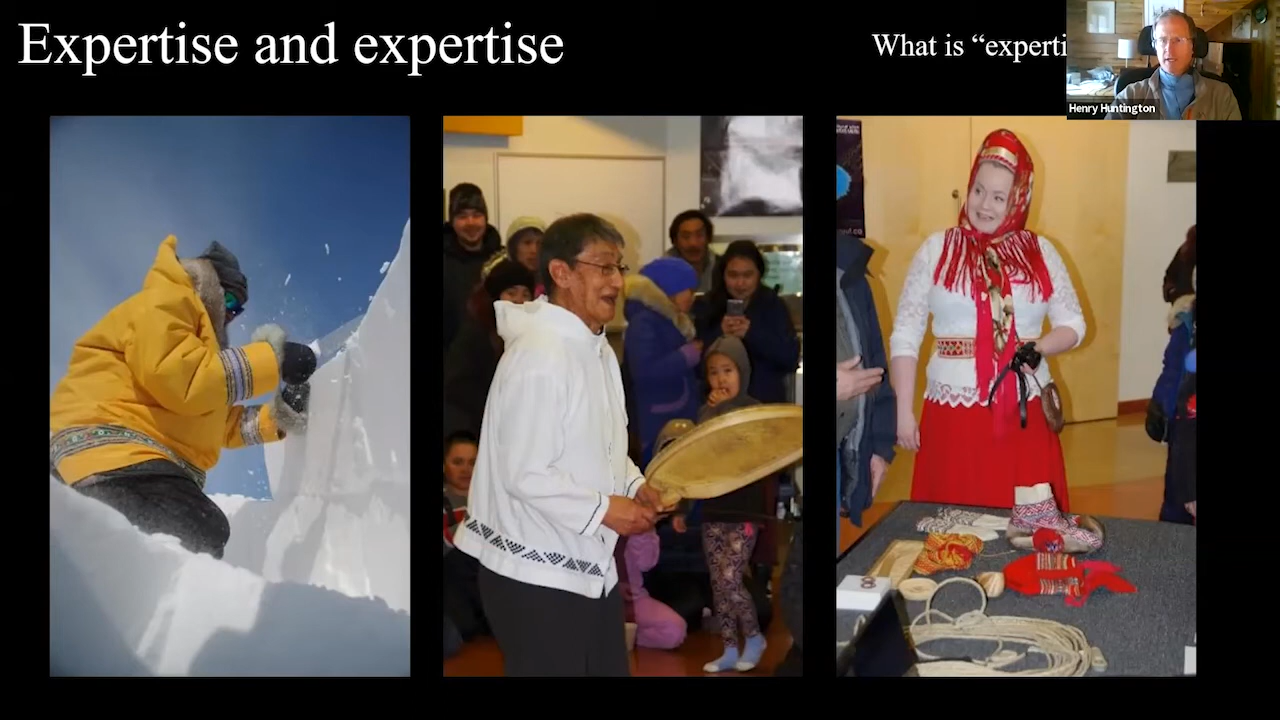 Expertise and expertise
What is “experti
Henry Huntington